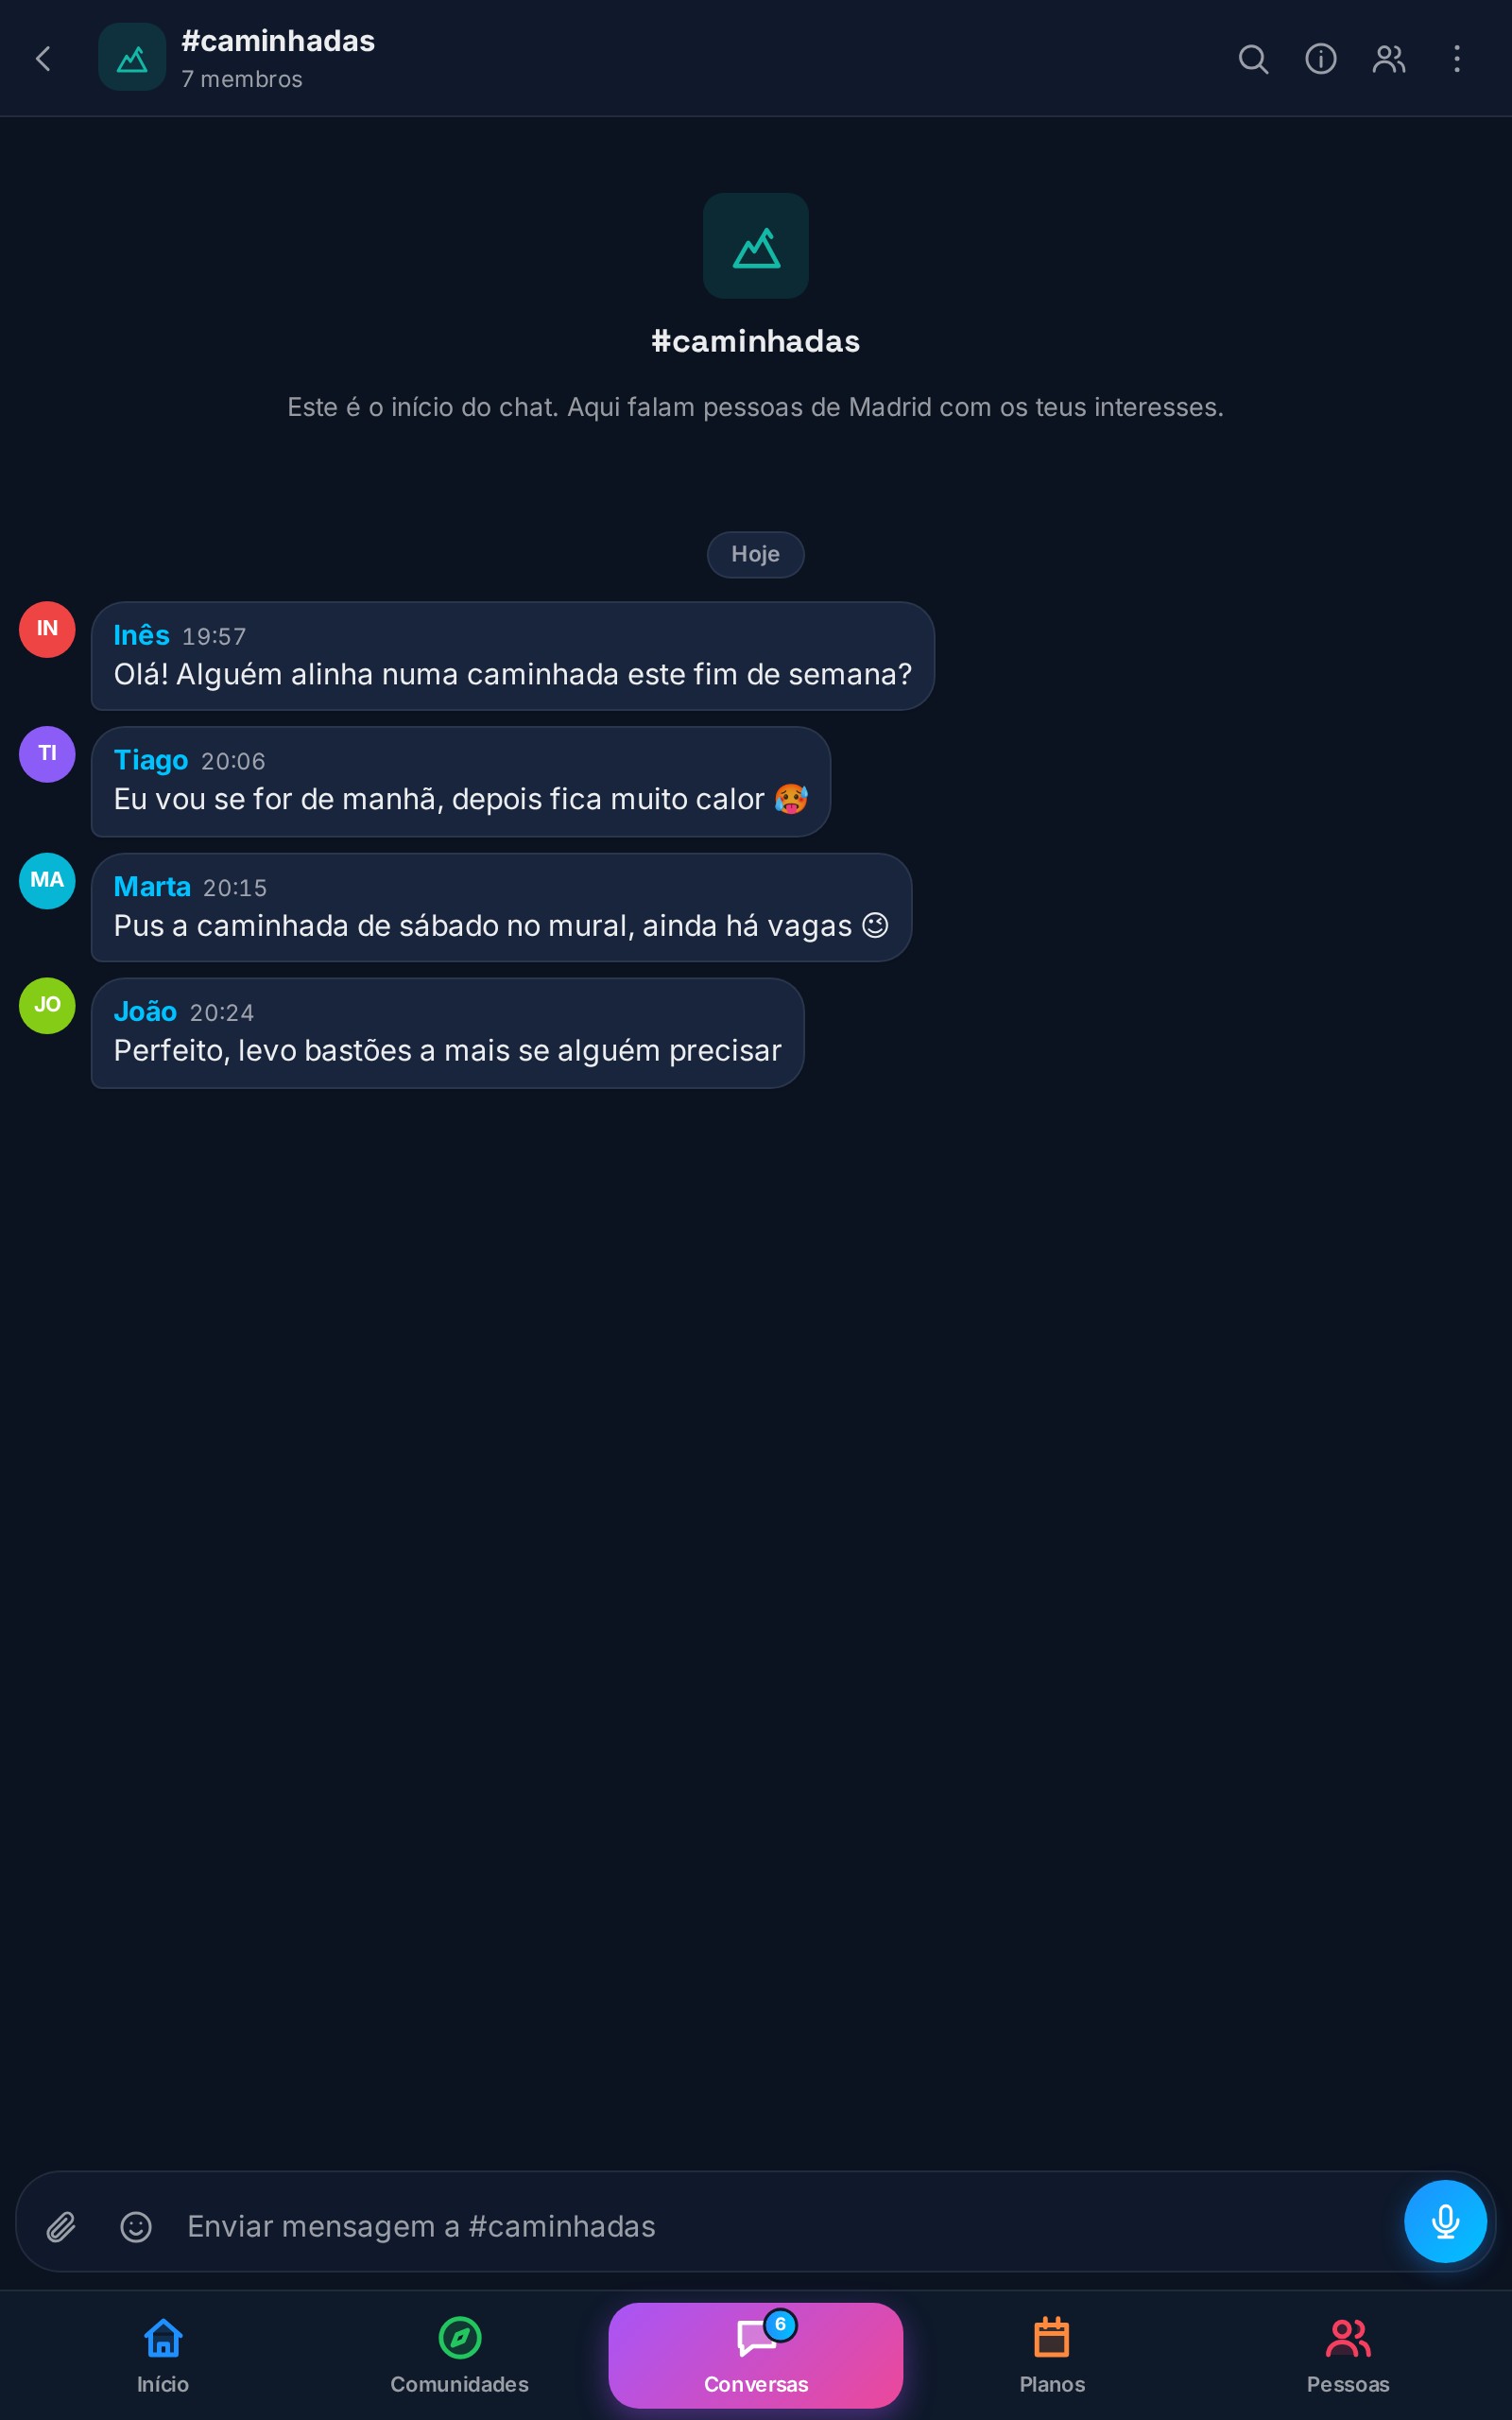 #caminhadas
7 membros
#caminhadas
Este é o início do chat. Aqui falam pessoas de Madrid com os teus interesses.
Hoje
IN
Inês 19:57
Olá! Alguém alinha numa caminhada este fim de semana?
TI
Tiago 20:06
Eu vou se for de manhã, depois fica muito calor 🥵
MA
Marta 20:15
Pus a caminhada de sábado no mural, ainda há vagas 😉
JO
João 20:24
Perfeito, levo bastões a mais se alguém precisar
Enviar mensagem a #caminhadas
6
Início
Comunidades
Conversas
Planos
Pessoas